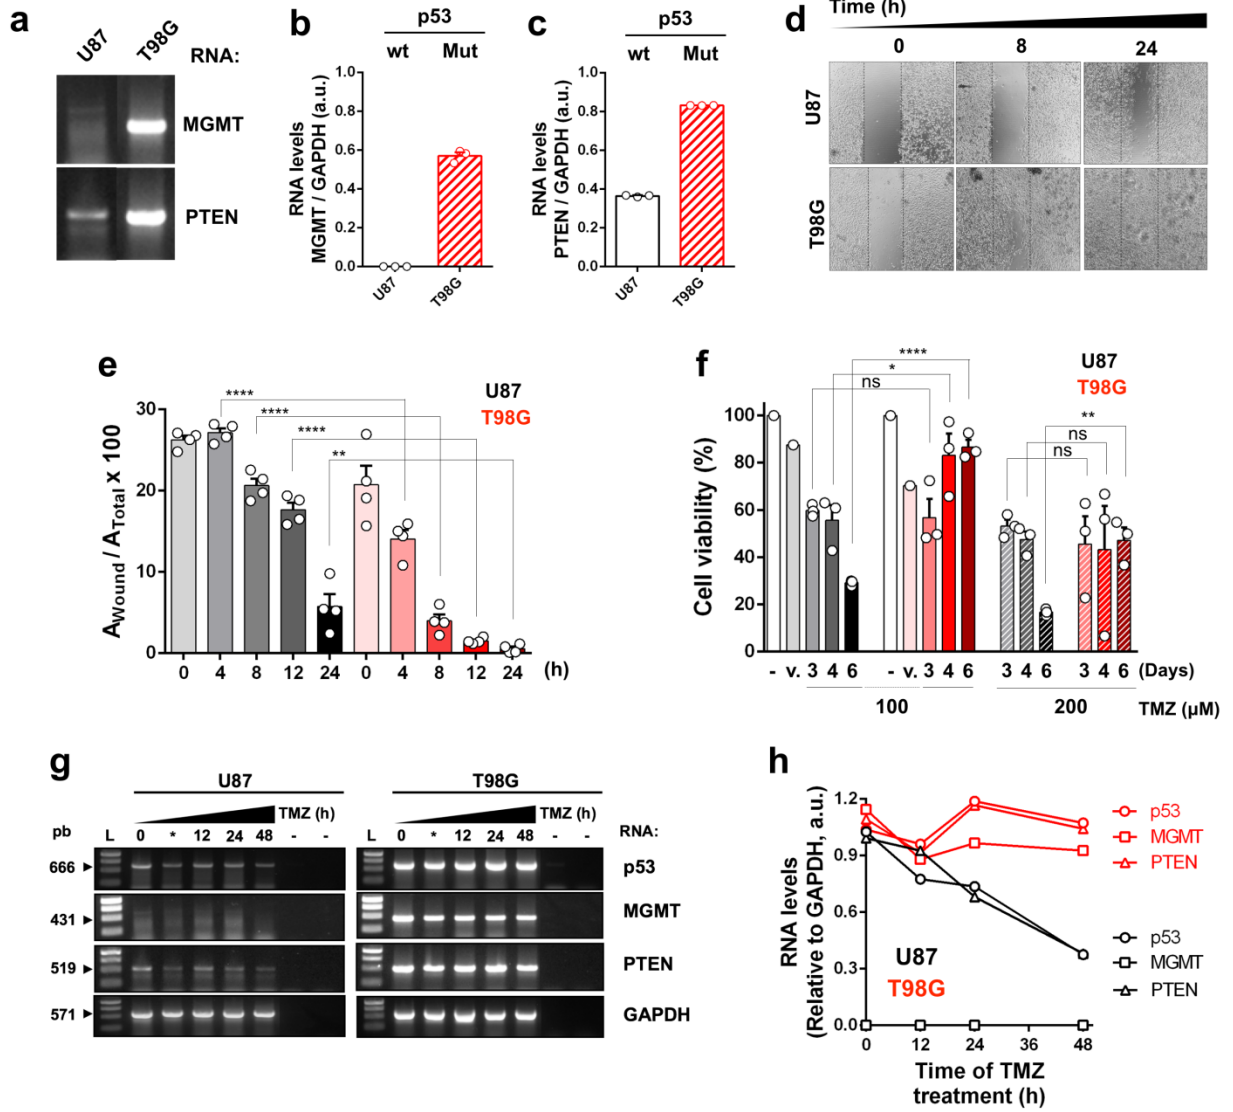 a
U87
T98G
RNA:
MGMT
PTEN
b
p53
wt
Mut
RNA levels
MGMT / GAPDH (a.u.)
1.0
0.8
0.6
0.4
0.2
0.0
U87
T98G
c
p53
wt
Mut
RNA levels
PTEN / GAPDH (a.u.)
1.0
0.8
0.6
0.4
0.2
0.0
U87
T98G
d
Time (h)
0
8
24
U87
T98G
e
U87
T98G
****
****
****
**
A_Wound / A_Total x 100
30
20
10
0
0 4 8 12 24 0 4 8 12 24 (h)
f
U87
T98G
****
*
ns
**
ns
ns
Cell viability (%)
100
80
60
40
20
0
- v. 3 4 6 - v. 3 4 6 3 4 6 3 4 6 (Days)
100 200 TMZ (µM)
g
U87
T98G
TMZ (h)
TMZ (h)
pb L 0 * 12 24 48 - -
L 0 * 12 24 48 - - RNA:
666 p53
431 MGMT
519 PTEN
571 GAPDH
h
RNA levels
(Relative to GAPDH, a.u.)
1.2
0.9
0.6
0.3
0.0
U87
T98G
0 12 24 36 48
Time of TMZ
treatment (h)
p53
MGMT
PTEN
p53
MGMT
PTEN